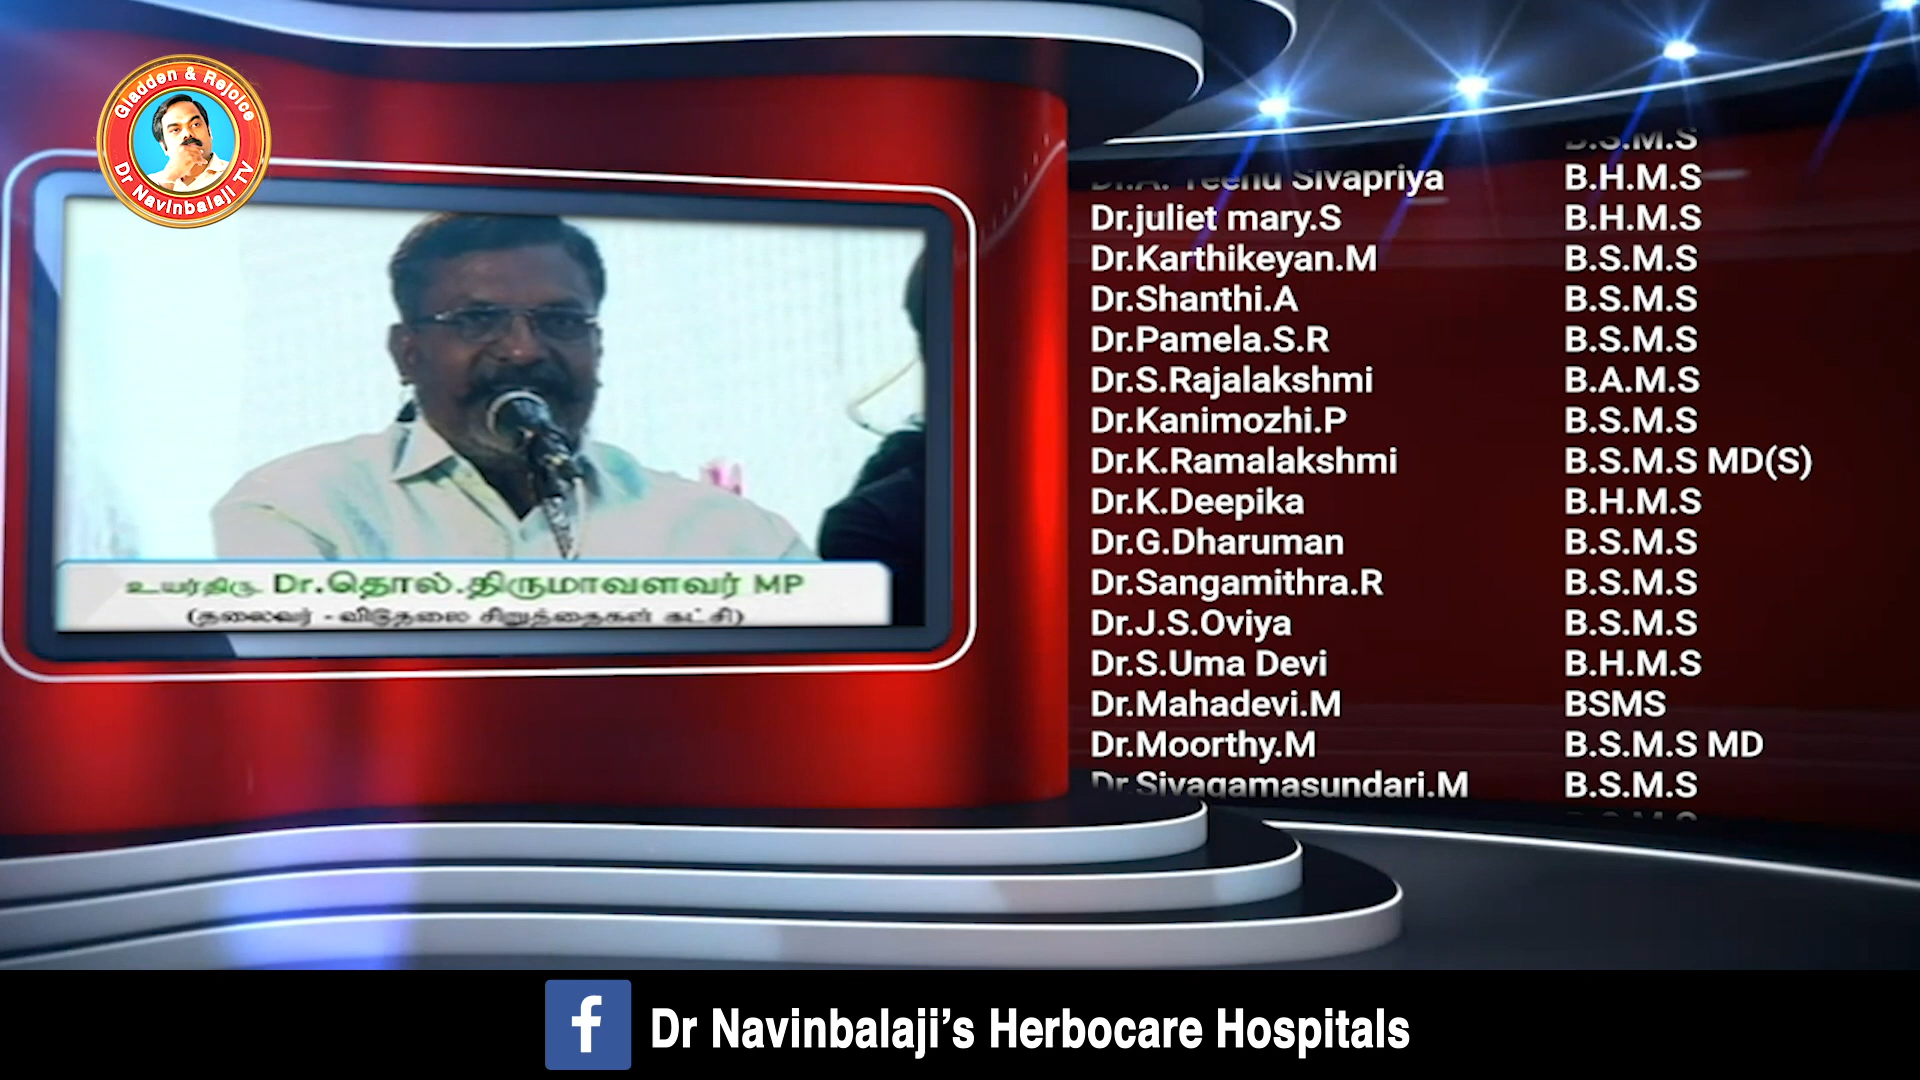 Gladden & Rejoice
Dr Navinbalaji TV
உயர்திரு. Dr.தொல்.திருமாவளவர் MP
(தலைவர் - விடுதலை சிறுத்தைகள் கட்சி)
B.S.M.S
Sivapriya B.H.M.S
Dr.juliet mary.S B.H.M.S
Dr.Karthikeyan.M B.S.M.S
Dr.Shanthi.A B.S.M.S
Dr.Pamela.S.R B.S.M.S
Dr.S.Rajalakshmi B.A.M.S
Dr.Kanimozhi.P B.S.M.S
Dr.K.Ramalakshmi B.S.M.S MD(S)
Dr.K.Deepika B.H.M.S
Dr.G.Dharuman B.S.M.S
Dr.Sangamithra.R B.S.M.S
Dr.J.S.Oviya B.S.M.S
Dr.S.Uma Devi B.H.M.S
Dr.Mahadevi.M BSMS
Dr.Moorthy.M B.S.M.S MD
Dr.Sivagamasundari.M B.S.M.S
f Dr Navinbalaji’s Herbocare Hospitals